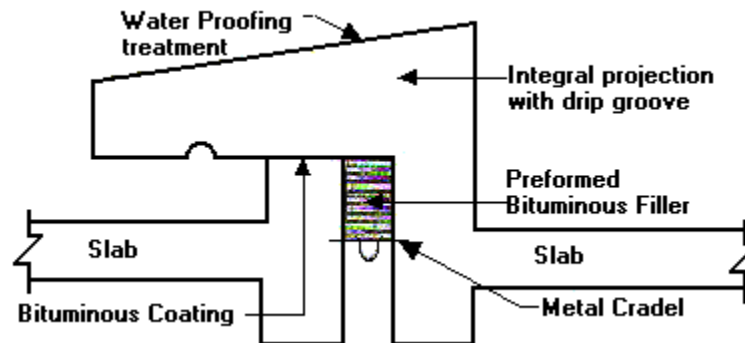 Water Proofing
treatment
Integral projection
with drip groove
Preformed
Bituminous Filler
Slab
Slab
Bituminous Coating
Metal Cradel